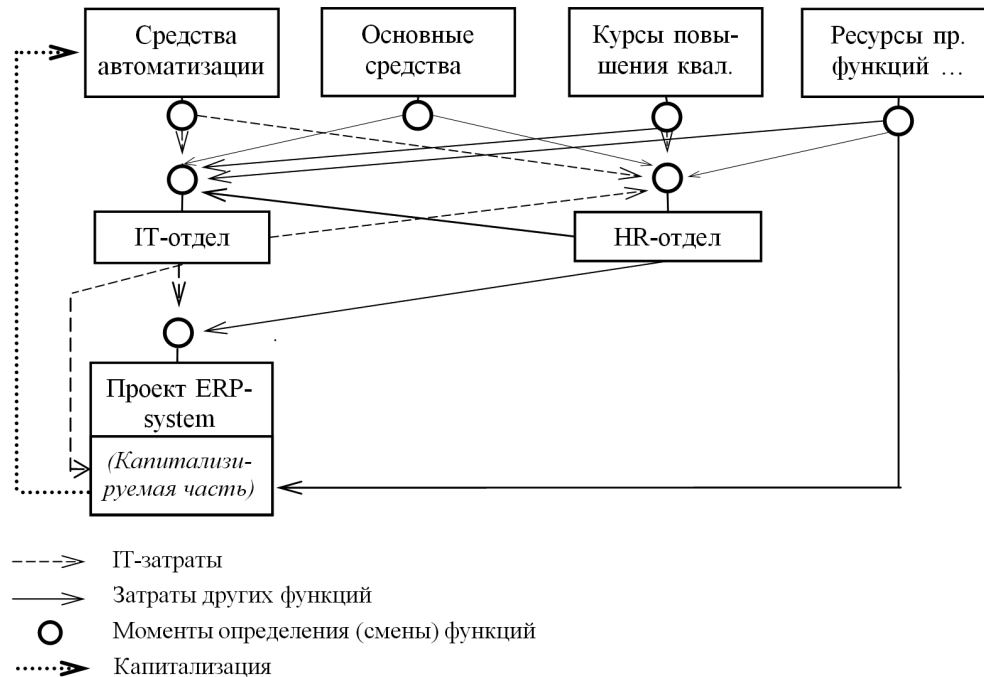 Средства
автоматизации
Основные
средства
Курсы повы-
шения квал.
Ресурсы пр.
функций ...
IT-отдел
HR-отдел
Проект ERP-
system
(Капитализи-
руемая часть)
IT-затраты
Затраты других функций
Моменты определения (смены) функций
Капитализация